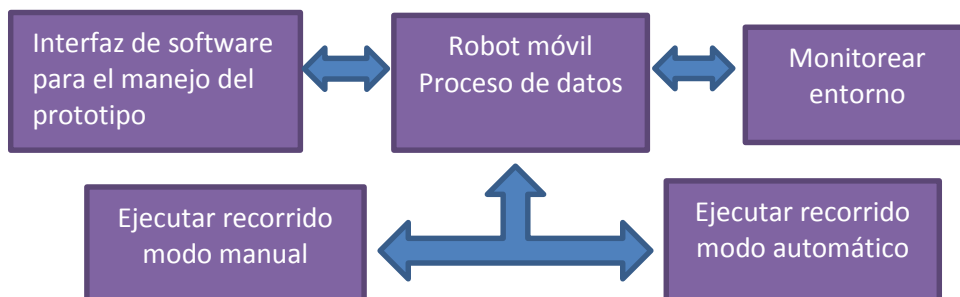 Interfaz de software
para el manejo del
prototipo
Robot móvil
Proceso de datos
Monitorear
entorno
Ejecutar recorrido
modo manual
Ejecutar recorrido
modo automático